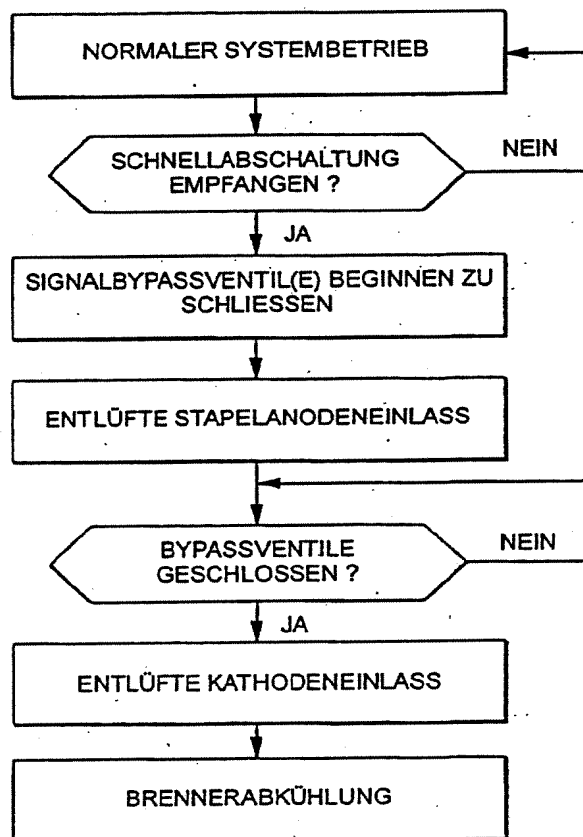 NORMALER SYSTEMBETRIEB
SCHNELLABSCHALTUNG
EMPFANGEN ?
NEIN
JA
SIGNALBYPASSVENTIL(E) BEGINNEN ZU
SCHLIESSEN
ENTLÜFTE STAPELANODENEINLASS
BYPASSVENTILE
GESCHLOSSEN ?
NEIN
JA
ENTLÜFTE KATHODENEINLASS
BRENNERABKÜHLUNG